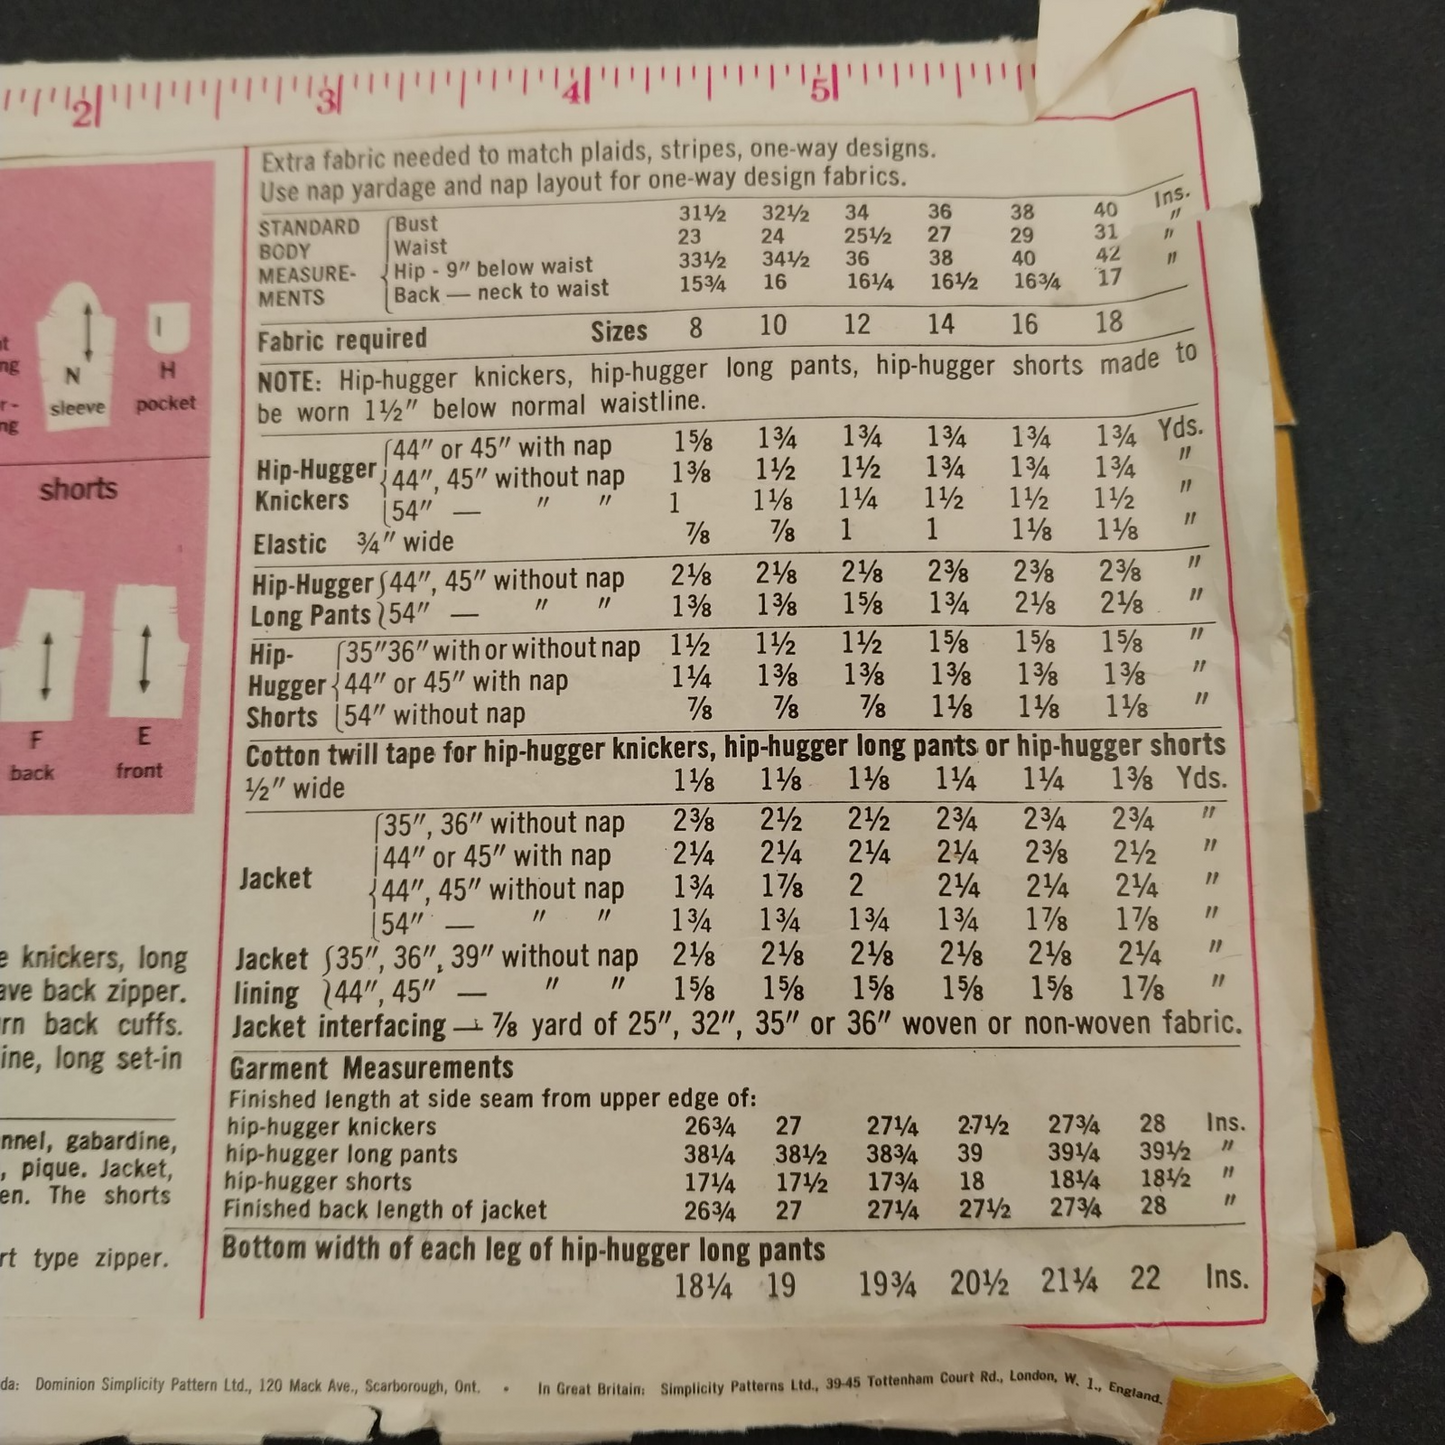 2 3 4 5
Extra fabric needed to match plaids, stripes, one-way designs.
Use nap yardage and nap layout for one-way design fabrics.
Ins.
STANDARD Bust 31½ 32½ 34 36 38 40 ″
BODY Waist 23 24 25½ 27 29 31 ″
MEASURE- Hip - 9″ below waist 33½ 34½ 36 38 40 42 ″
MENTS Back — neck to waist 15¾ 16 16¼ 16½ 16¾ 17
Fabric required Sizes 8 10 12 14 16 18
NOTE: Hip-hugger knickers, hip-hugger long pants, hip-hugger shorts made to
be worn 1½″ below normal waistline.
44″ or 45″ with nap 1⅝ 1¾ 1¾ 1¾ 1¾ 1¾ Yds.
Hip-Hugger 44″, 45″ without nap 1⅜ 1½ 1½ 1¾ 1¾ 1¾ ″
Knickers 54″ — ″ ″ 1 1⅛ 1¼ 1½ 1½ 1½ ″
Elastic ¾″ wide ⅞ ⅞ 1 1 1⅛ 1⅛ ″
Hip-Hugger 44″, 45″ without nap 2⅛ 2⅛ 2⅛ 2⅜ 2⅜ 2⅜ ″
Long Pants 54″ — ″ ″ 1⅜ 1⅜ 1⅝ 1¾ 2⅛ 2⅛ ″
Hip- 35″36″ with or without nap 1½ 1½ 1½ 1⅝ 1⅝ 1⅝ ″
Hugger 44″ or 45″ with nap 1¼ 1⅜ 1⅜ 1⅜ 1⅜ 1⅜ ″
Shorts 54″ without nap ⅞ ⅞ ⅞ 1⅛ 1⅛ 1⅛ ″
Cotton twill tape for hip-hugger knickers, hip-hugger long pants or hip-hugger shorts
½″ wide 1⅛ 1⅛ 1⅛ 1¼ 1¼ 1⅜ Yds.
35″, 36″ without nap 2⅜ 2½ 2½ 2¾ 2¾ 2¾ ″
44″ or 45″ with nap 2¼ 2¼ 2¼ 2¼ 2⅜ 2½ ″
Jacket 44″, 45″ without nap 1¾ 1⅞ 2 2¼ 2¼ 2¼ ″
54″ — ″ ″ 1¾ 1¾ 1¾ 1¾ 1⅞ 1⅞ ″
Jacket 35″, 36″, 39″ without nap 2⅛ 2⅛ 2⅛ 2⅛ 2⅛ 2¼ ″
lining 44″, 45″ — ″ ″ 1⅝ 1⅝ 1⅝ 1⅝ 1⅝ 1⅞ ″
Jacket interfacing — ⅞ yard of 25″, 32″, 35″ or 36″ woven or non-woven fabric.
Garment Measurements
Finished length at side seam from upper edge of:
hip-hugger knickers 26¾ 27 27¼ 27½ 27¾ 28 Ins.
hip-hugger long pants 38¼ 38½ 38¾ 39 39¼ 39½ ″
hip-hugger shorts 17¼ 17½ 17¾ 18 18¼ 18½ ″
Finished back length of jacket 26¾ 27 27¼ 27½ 27¾ 28 ″
Bottom width of each leg of hip-hugger long pants
18¼ 19 19¾ 20½ 21¼ 22 Ins.
N H
sleeve pocket
shorts
F E
back front
knickers, long
ave back zipper.
rn back cuffs.
ine, long set-in
nnel, gabardine,
, pique. Jacket,
en. The shorts
rt type zipper.
da: Dominion Simplicity Pattern Ltd., 120 Mack Ave., Scarborough, Ont. • In Great Britain: Simplicity Patterns Ltd., 39-45 Tottenham Court Rd., London, W. 1., England.